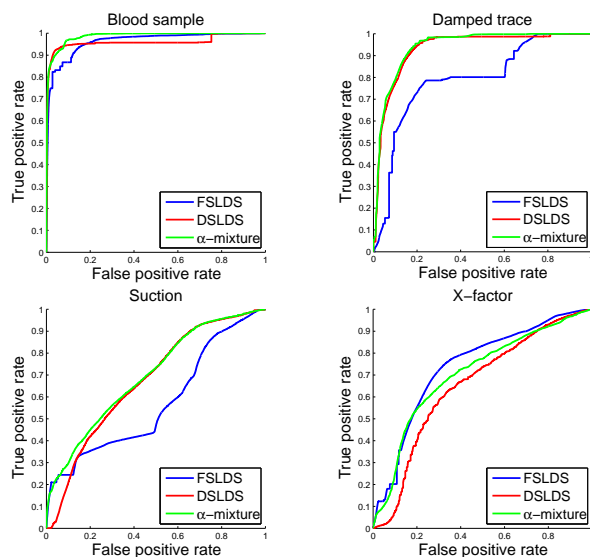 Blood sample
True positive rate
1
0.9
0.8
0.7
0.6
0.5
0.4
0.3
0.2
0.1
0
0 0.2 0.4 0.6 0.8 1
False positive rate
FSLDS
DSLDS
α−mixture
Damped trace
True positive rate
1
0.9
0.8
0.7
0.6
0.5
0.4
0.3
0.2
0.1
0
0 0.2 0.4 0.6 0.8 1
False positive rate
FSLDS
DSLDS
α−mixture
Suction
True positive rate
1
0.9
0.8
0.7
0.6
0.5
0.4
0.3
0.2
0.1
0
0 0.2 0.4 0.6 0.8 1
False positive rate
FSLDS
DSLDS
α−mixture
X−factor
True positive rate
1
0.9
0.8
0.7
0.6
0.5
0.4
0.3
0.2
0.1
0
0 0.2 0.4 0.6 0.8 1
False positive rate
FSLDS
DSLDS
α−mixture